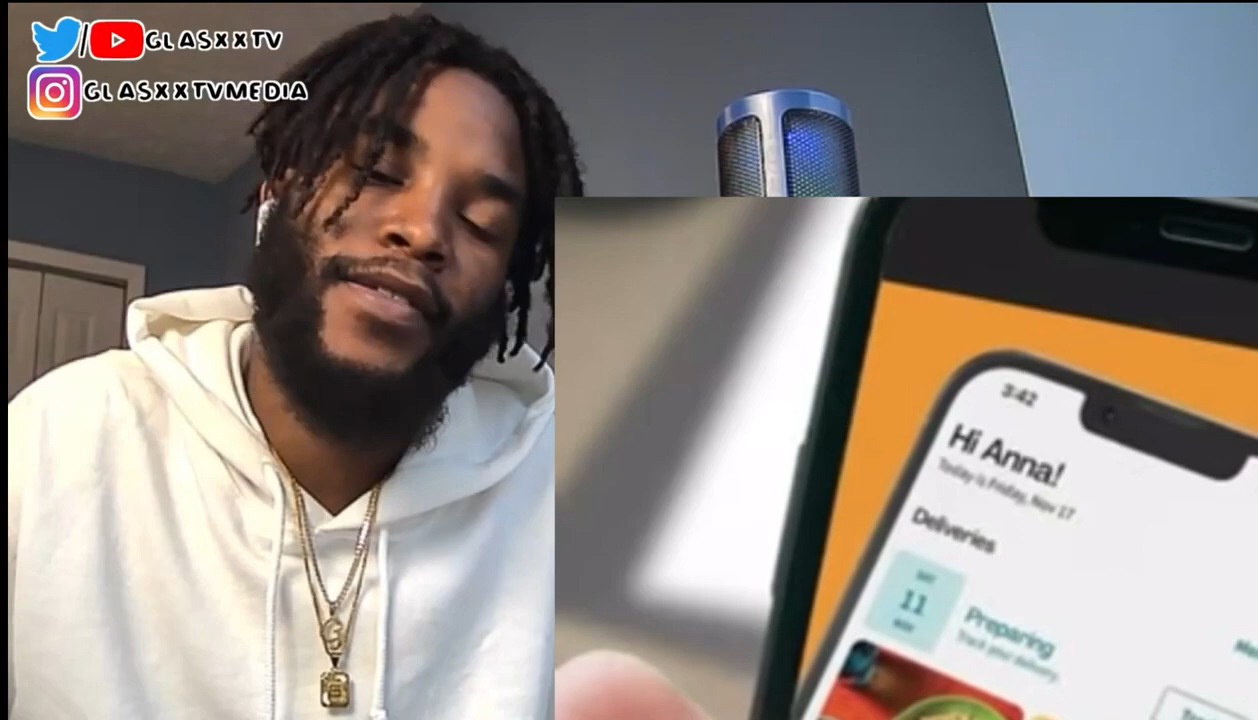 / GLASXXTV
GLASXXTVMEDIA
3:42
Hi Anna!
Today is Friday, Nov 17
Deliveries
11
Preparing
Track your delivery.